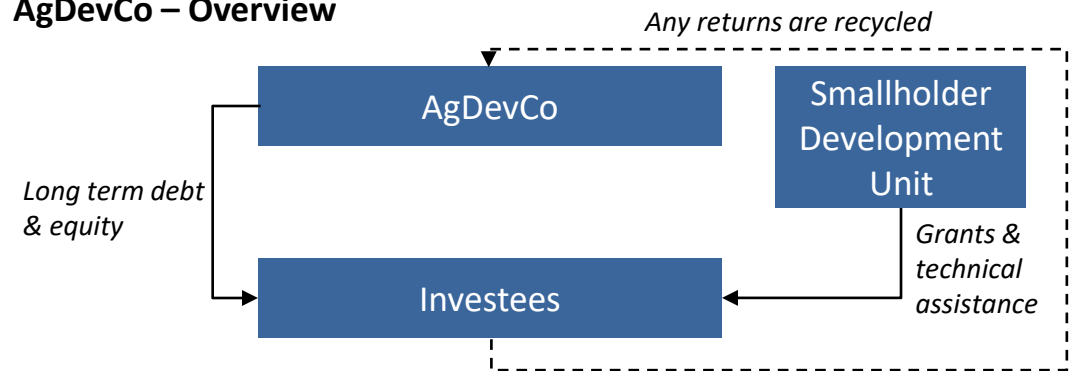 AgDevCo – Overview
Any returns are recycled
AgDevCo
Smallholder
Development
Unit
Long term debt
& equity
Grants &
technical
assistance
Investees